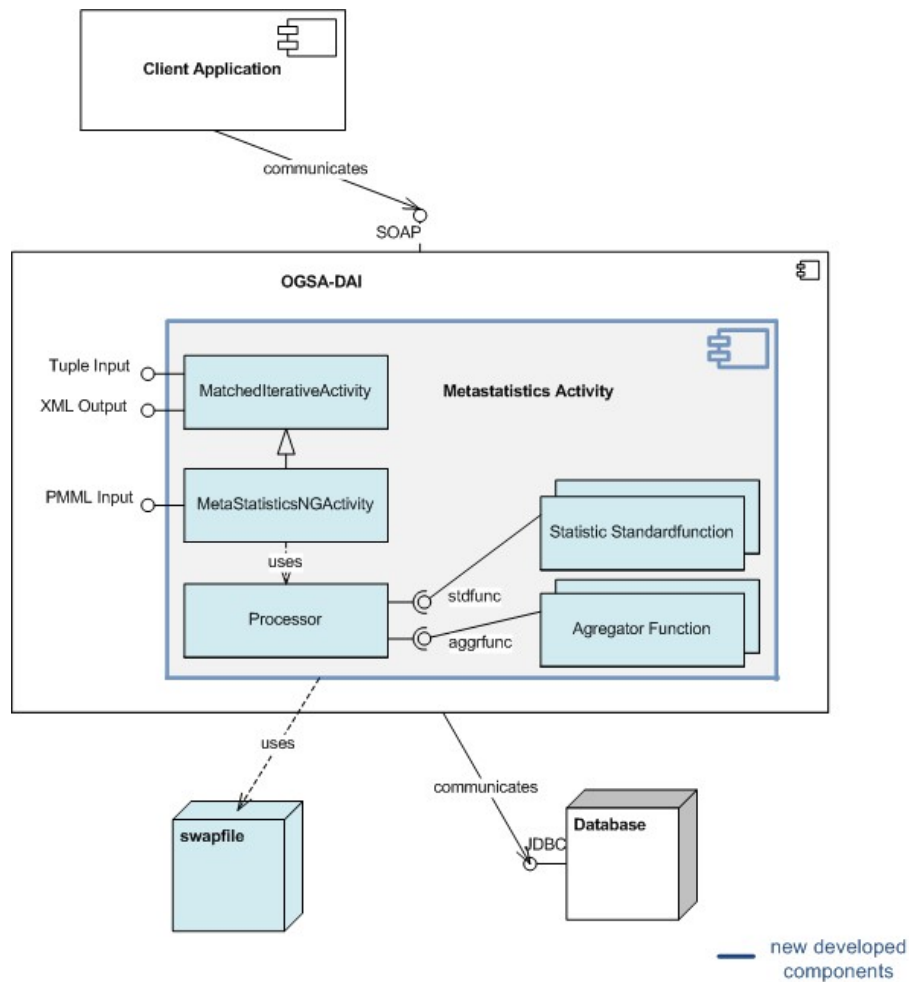 Client Application
communicates
SOAP
OGSA-DAI
Tuple Input
MatchedIterativeActivity
Metastatistics Activity
XML Output
PMML Input
MetaStatisticsNGActivity
Statistic Standardfunction
uses
stdfunc
Processor
Agregator Function
aggrfunc
uses
communicates
swapfile
Database
JDBC
new developed
components